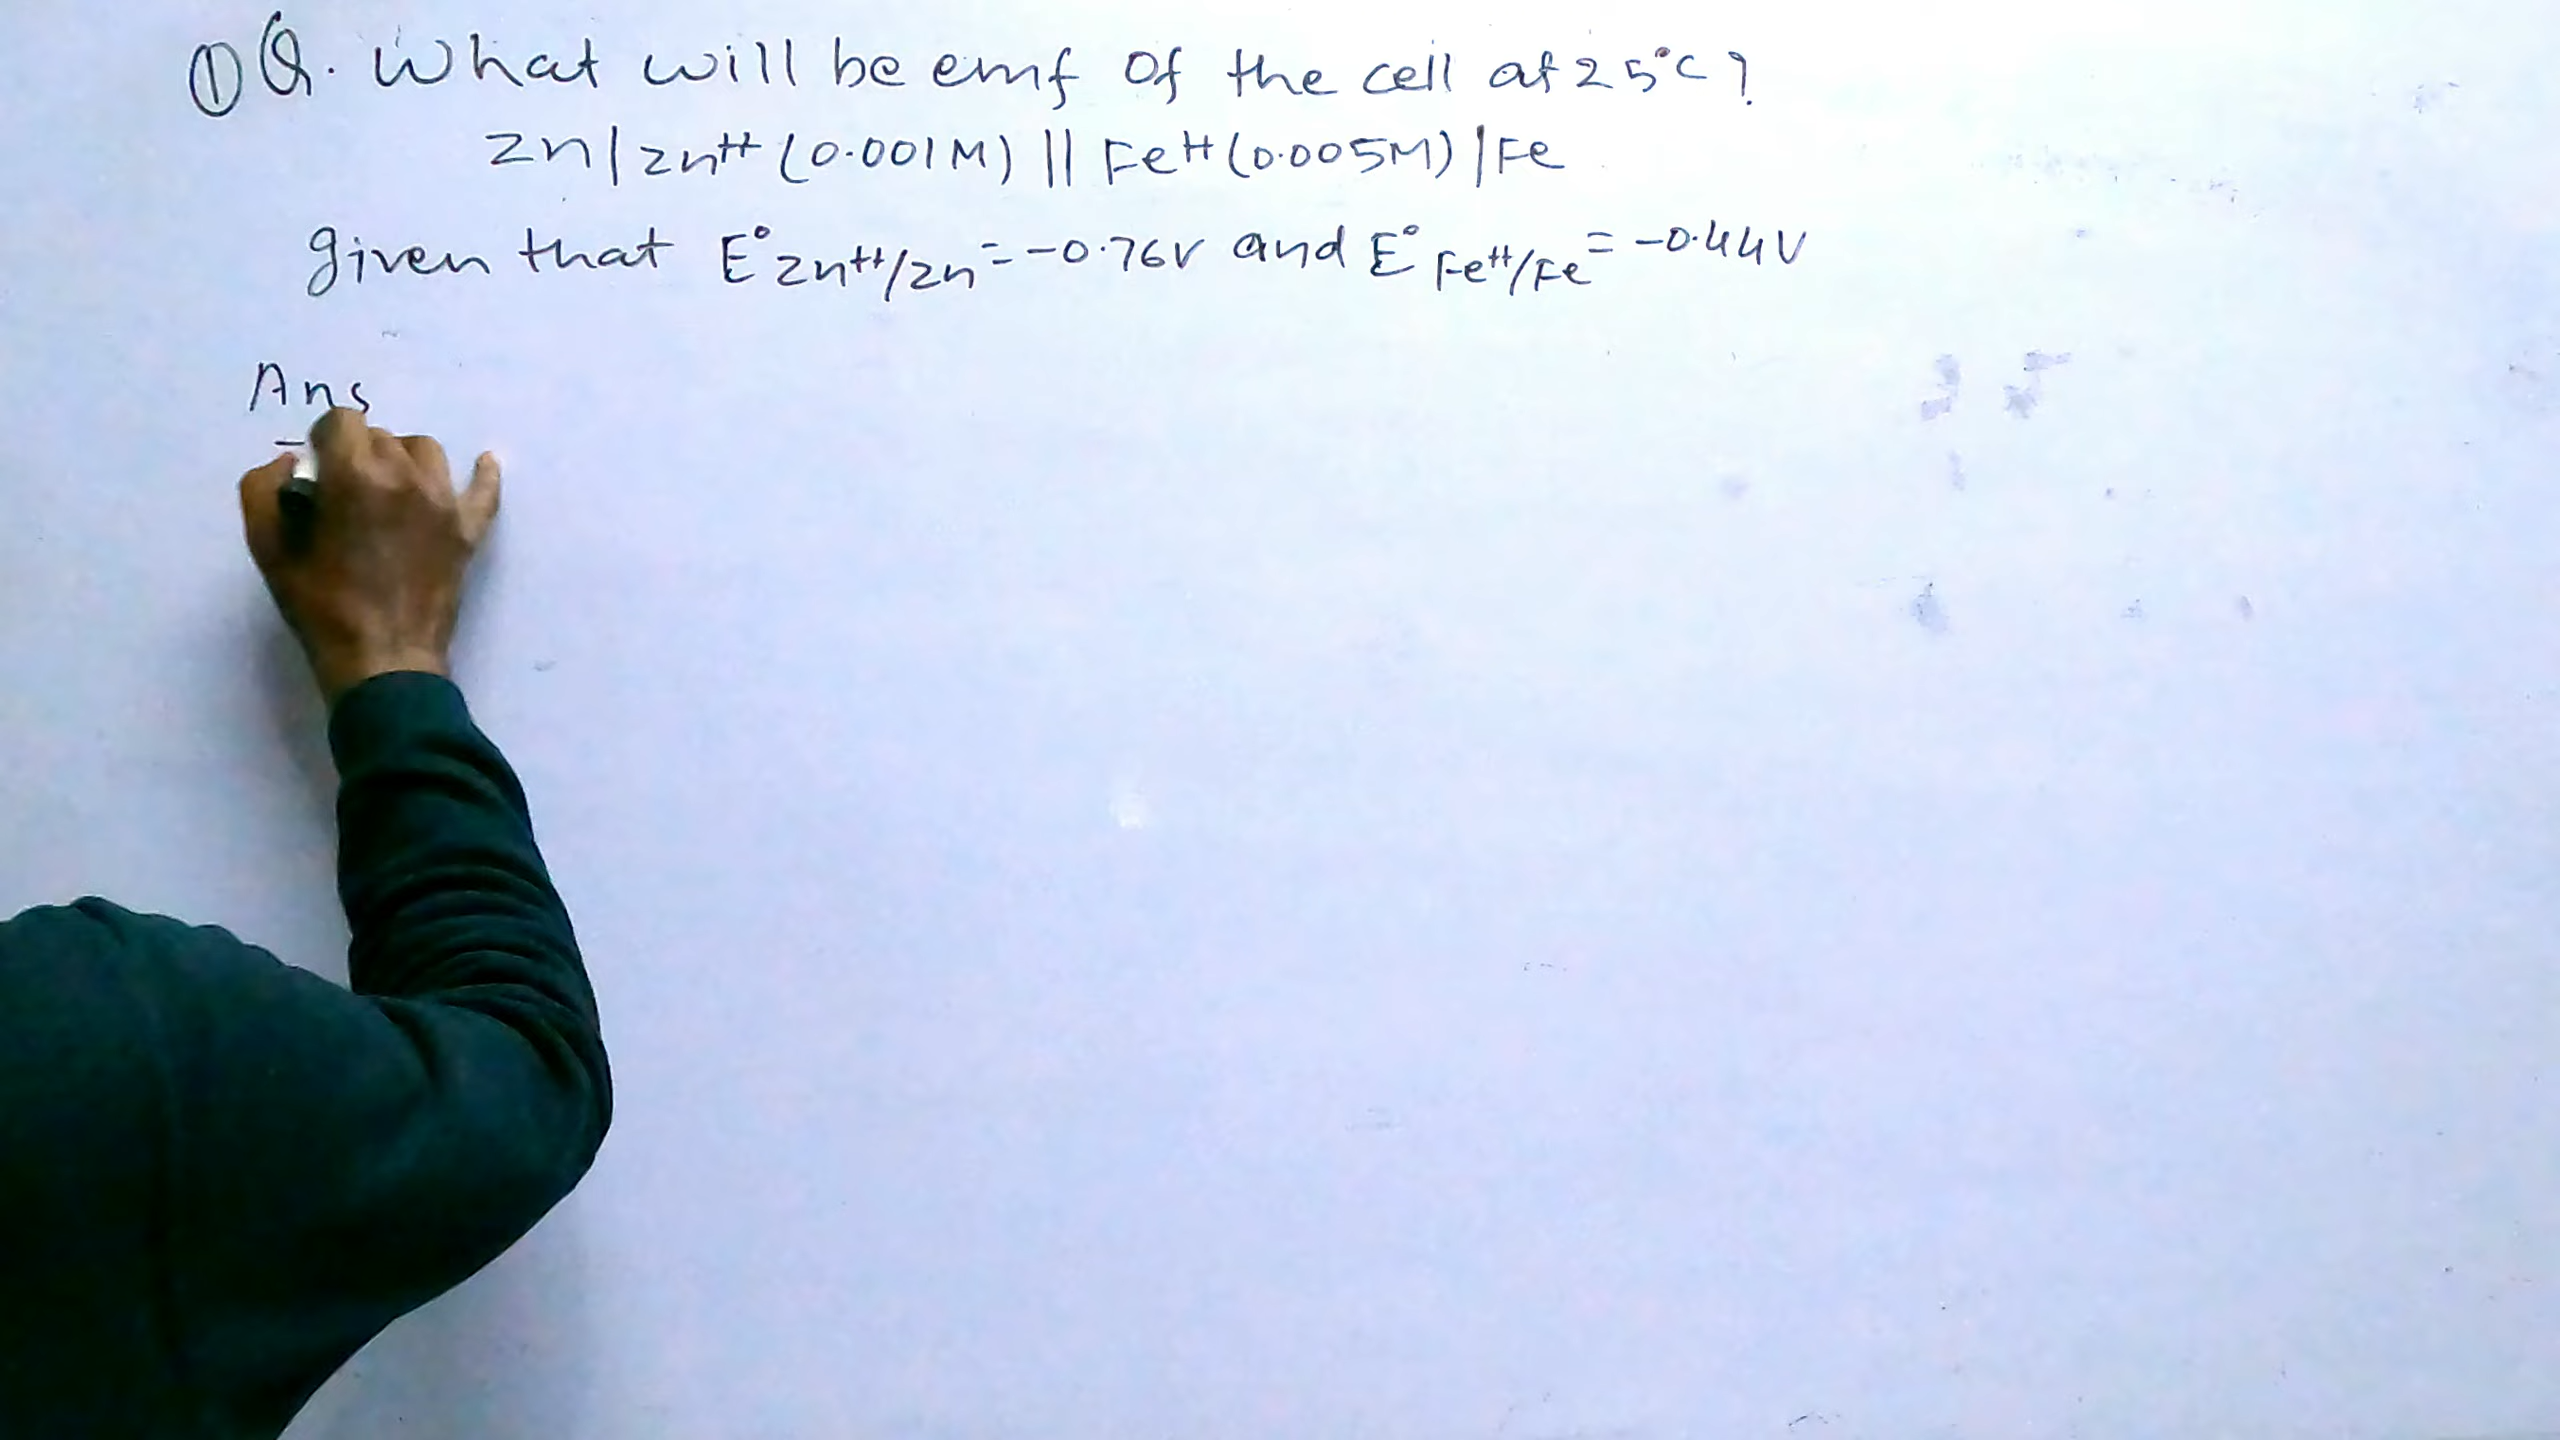 ① Q. What will be emf of the cell at 25°C?
Zn | Zn⁺⁺ (0.001M) || Fe⁺⁺ (0.005M) | Fe
given that E° Zn⁺⁺/Zn = -0.76V and E° Fe⁺⁺/Fe = -0.44V
Ans